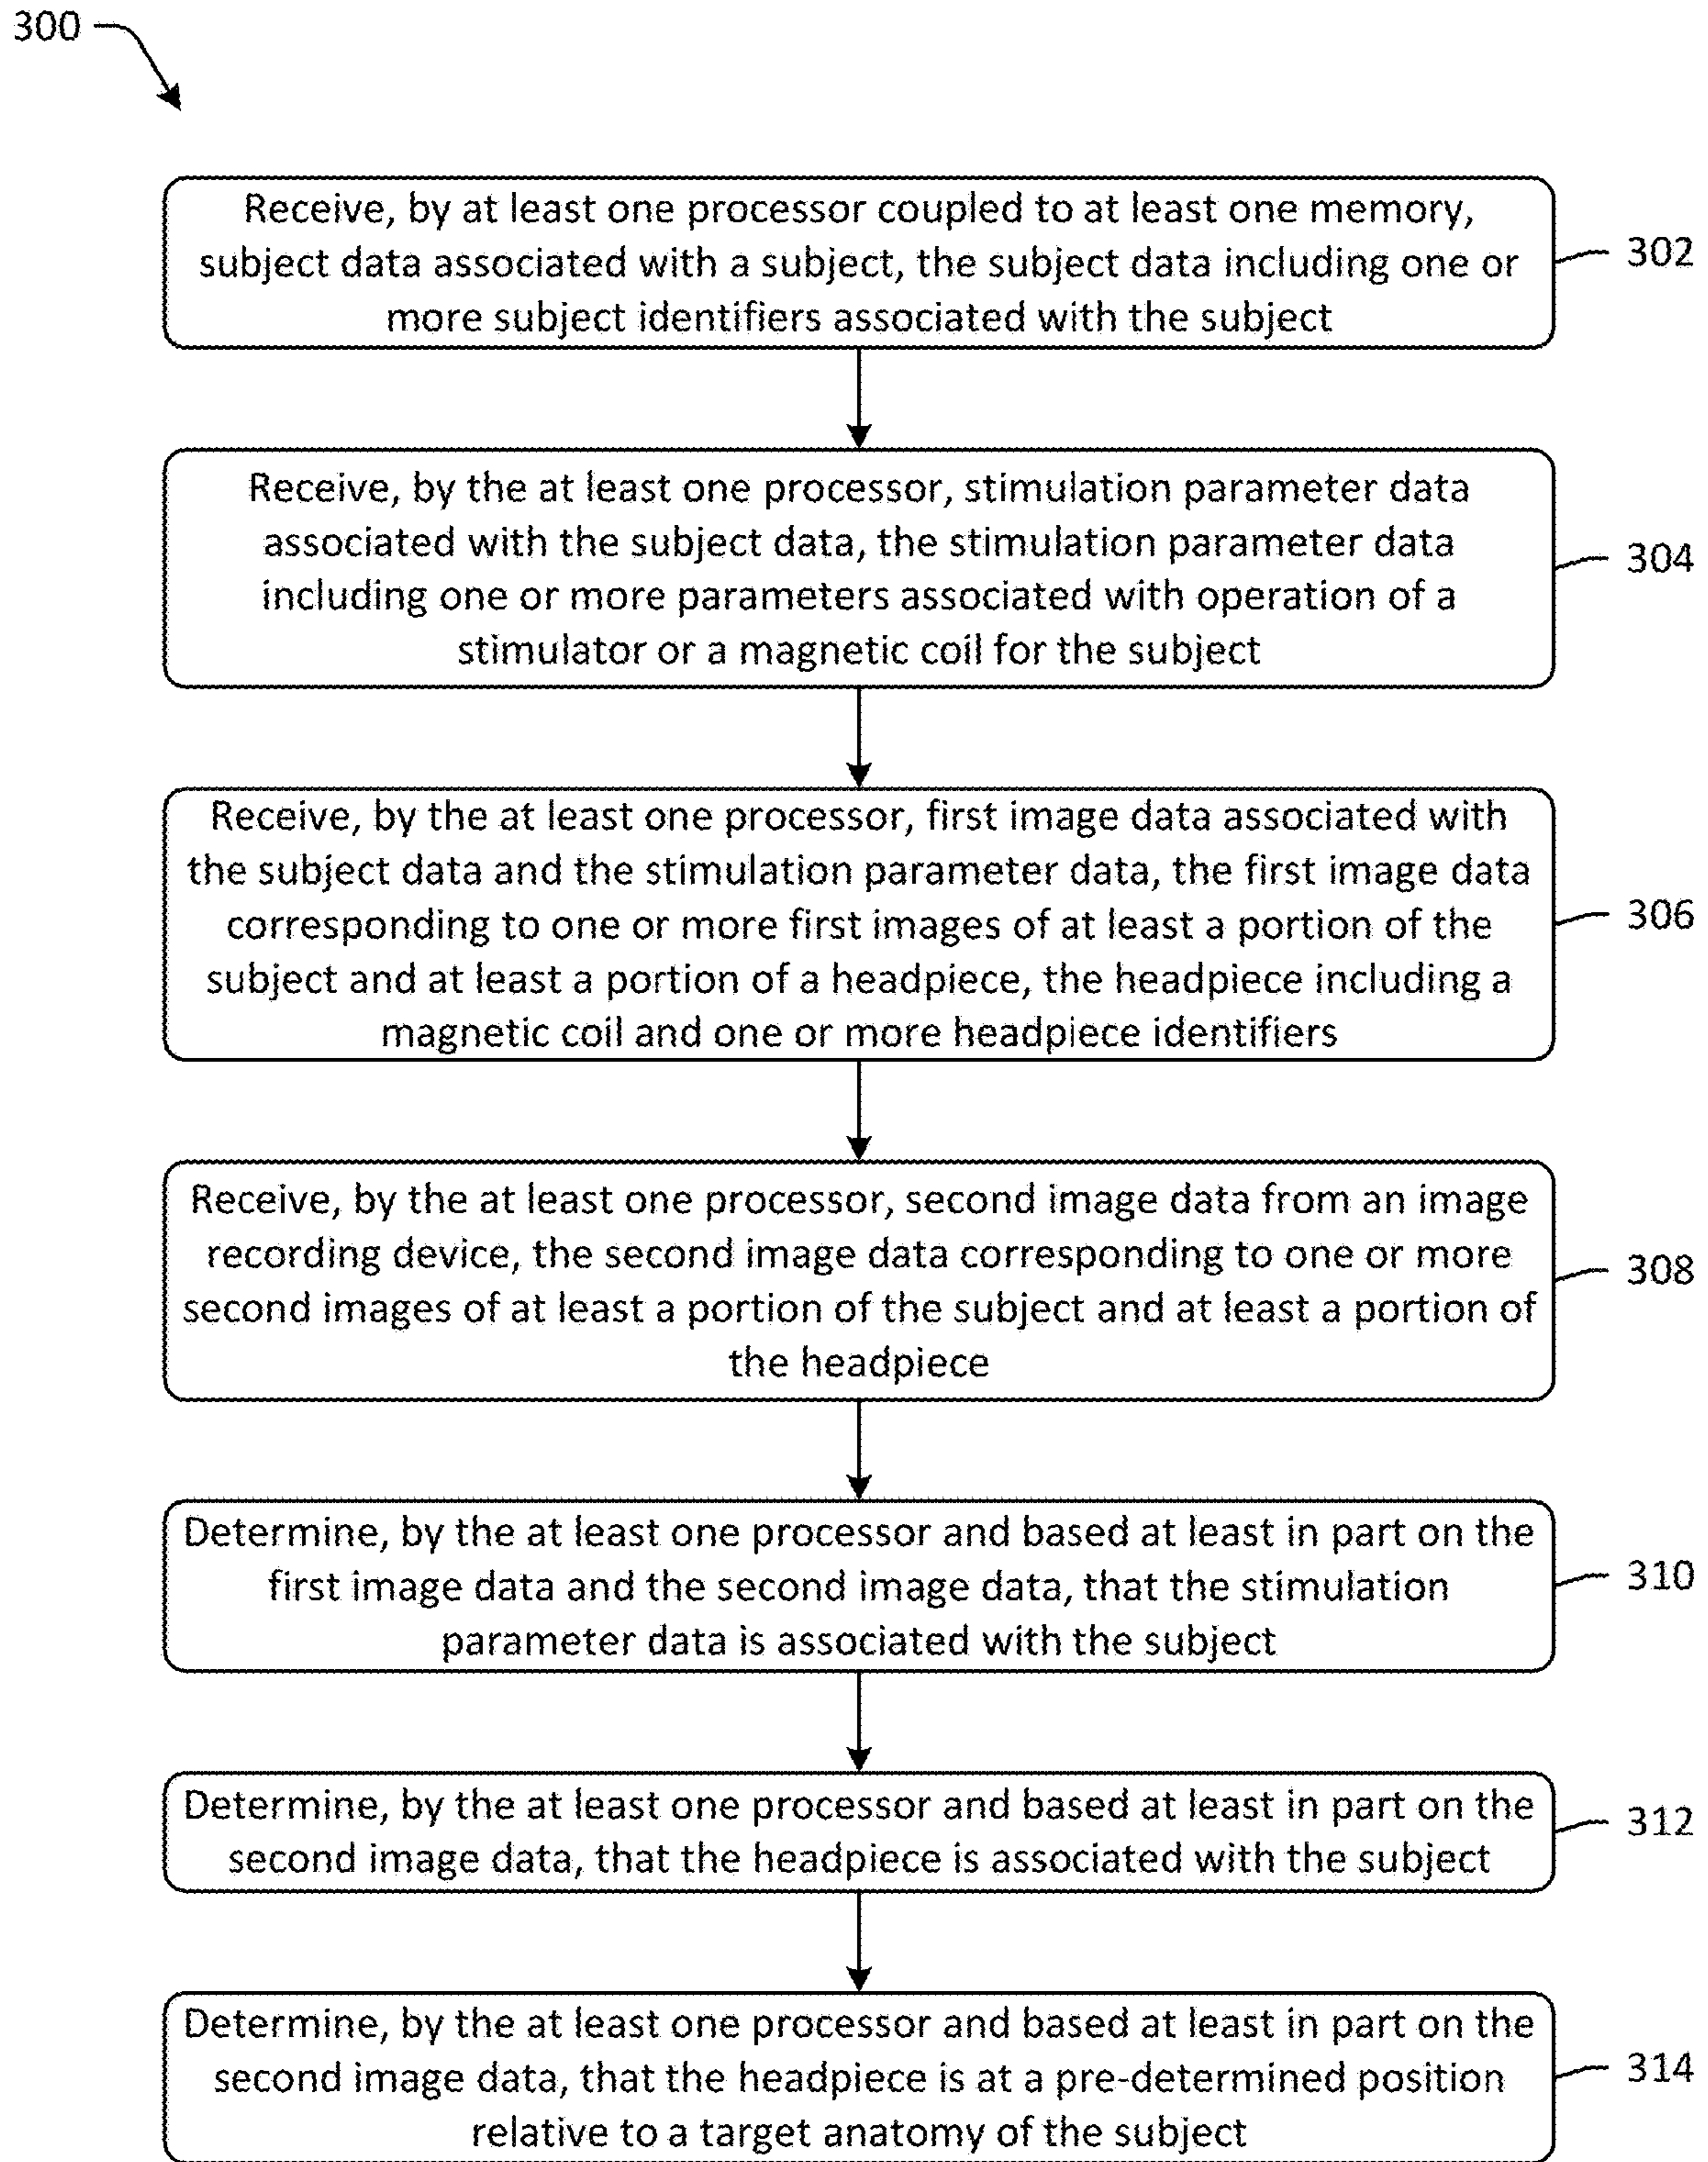 300
Receive, by at least one processor coupled to at least one memory,
subject data associated with a subject, the subject data including one or
more subject identifiers associated with the subject
302
Receive, by the at least one processor, stimulation parameter data
associated with the subject data, the stimulation parameter data
including one or more parameters associated with operation of a
stimulator or a magnetic coil for the subject
304
Receive, by the at least one processor, first image data associated with
the subject data and the stimulation parameter data, the first image data
corresponding to one or more first images of at least a portion of the
subject and at least a portion of a headpiece, the headpiece including a
magnetic coil and one or more headpiece identifiers
306
Receive, by the at least one processor, second image data from an image
recording device, the second image data corresponding to one or more
second images of at least a portion of the subject and at least a portion of
the headpiece
308
Determine, by the at least one processor and based at least in part on the
first image data and the second image data, that the stimulation
parameter data is associated with the subject
310
Determine, by the at least one processor and based at least in part on the
second image data, that the headpiece is associated with the subject
312
Determine, by the at least one processor and based at least in part on the
second image data, that the headpiece is at a pre-determined position
relative to a target anatomy of the subject
314